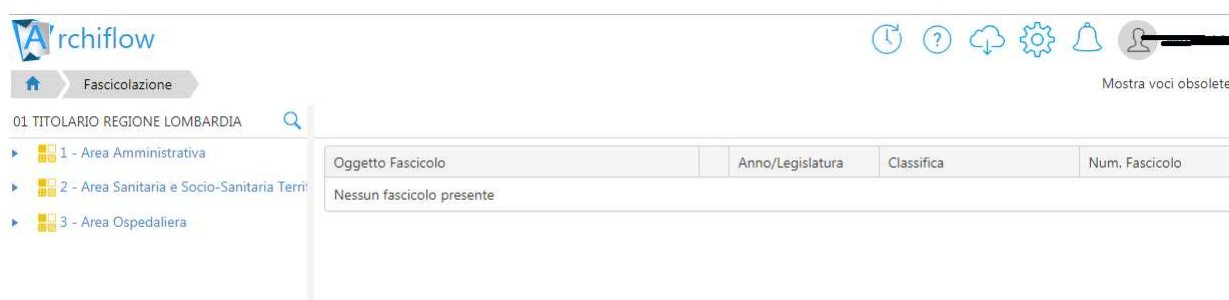 Archiflow
Fascicolazione
Mostra voci obsolete
01 TITOLARIO REGIONE LOMBARDIA
1 - Area Amministrativa
2 - Area Sanitaria e Socio-Sanitaria Territ
3 - Area Ospedaliera
Oggetto Fascicolo Anno/Legislatura Classifica Num. Fascicolo
Nessun fascicolo presente